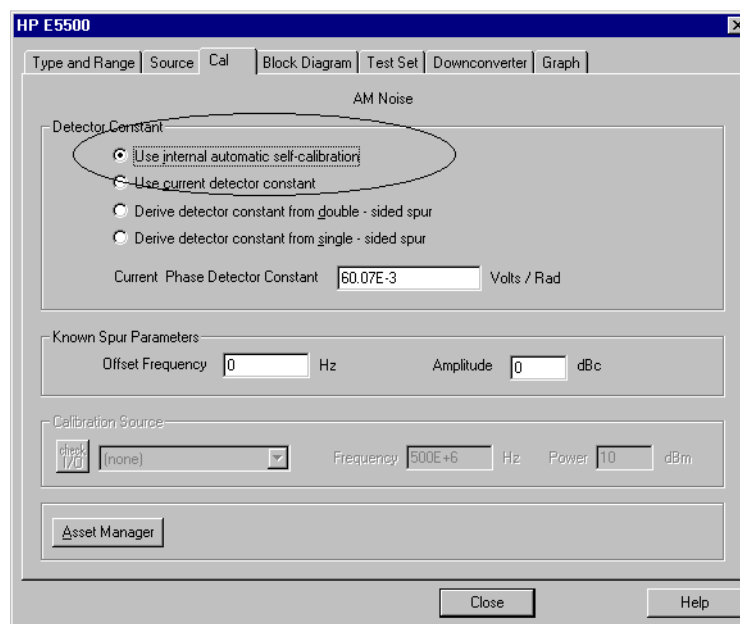 HP E5500
Type and Range Source Cal Block Diagram Test Set Downconverter Graph
AM Noise
Detector Constant
Use internal automatic self-calibration
Use current detector constant
Derive detector constant from double - sided spur
Derive detector constant from single - sided spur
Current Phase Detector Constant 60.07E-3 Volts / Rad
Known Spur Parameters
Offset Frequency 0 Hz Amplitude 0 dBc
Calibration Source
check I/O (none) Frequency 500E+6 Hz Power 10 dBm
Asset Manager
Close Help